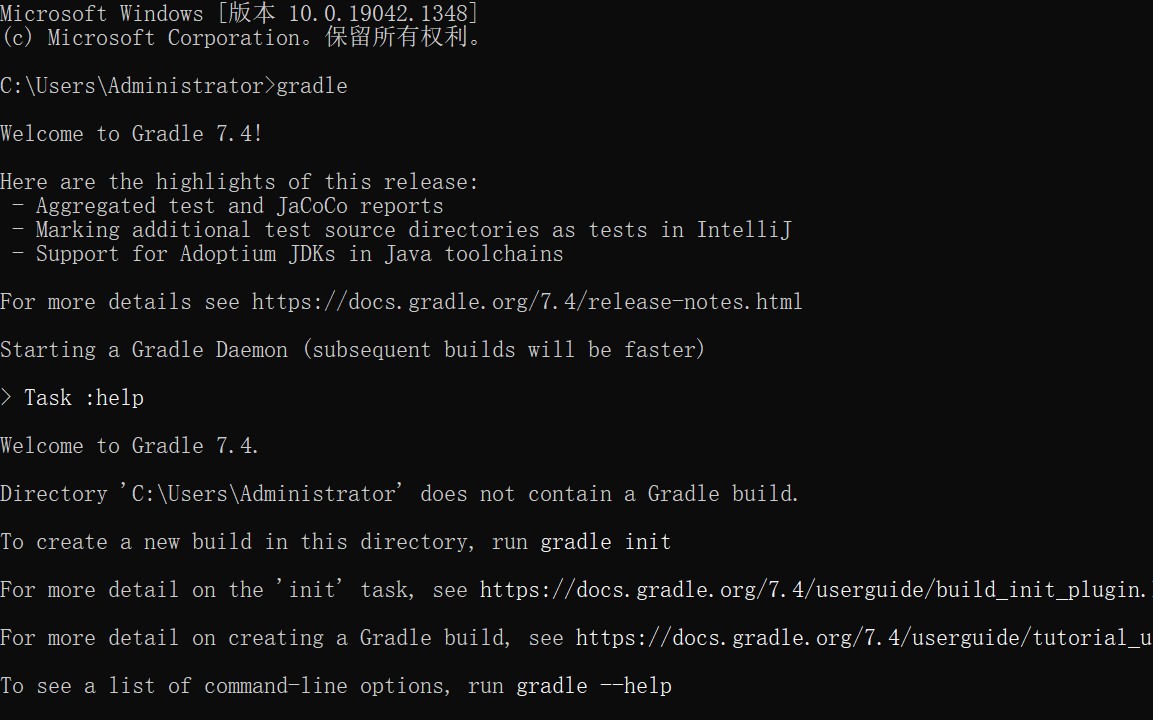 Microsoft Windows [版本 10.0.19042.1348]
(c) Microsoft Corporation。保留所有权利。
C:\Users\Administrator>gradle
Welcome to Gradle 7.4!
Here are the highlights of this release:
 - Aggregated test and JaCoCo reports
 - Marking additional test source directories as tests in IntelliJ
 - Support for Adoptium JDKs in Java toolchains
For more details see https://docs.gradle.org/7.4/release-notes.html
Starting a Gradle Daemon (subsequent builds will be faster)
> Task :help
Welcome to Gradle 7.4.
Directory 'C:\Users\Administrator' does not contain a Gradle build.
To create a new build in this directory, run gradle init
For more detail on the 'init' task, see https://docs.gradle.org/7.4/userguide/build_init_plugin.
For more detail on creating a Gradle build, see https://docs.gradle.org/7.4/userguide/tutorial_u
To see a list of command-line options, run gradle --help